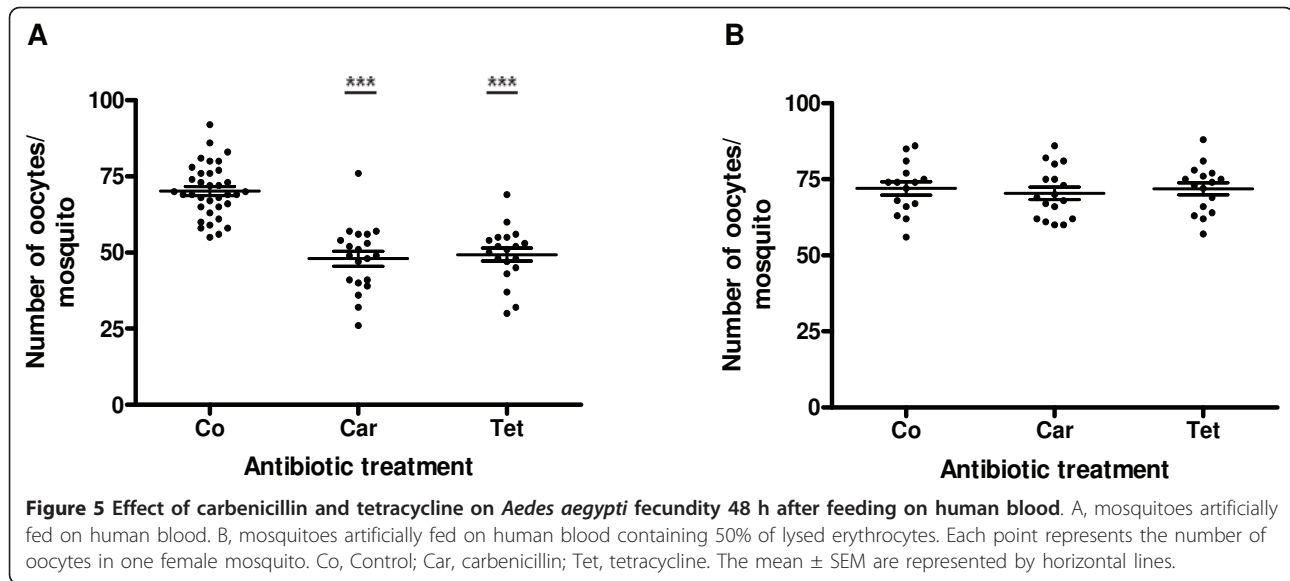 A
*** ***
100
75
50
25
0
Number of oocytes/
mosquito
Co Car Tet
Antibiotic treatment
B
100
75
50
25
0
Number of oocytes/
mosquito
Co Car Tet
Antibiotic treatment
Figure 5 Effect of carbenicillin and tetracycline on Aedes aegypti fecundity 48 h after feeding on human blood. A, mosquitoes artificially
fed on human blood. B, mosquitoes artificially fed on human blood containing 50% of lysed erythrocytes. Each point represents the number of
oocytes in one female mosquito. Co, Control; Car, carbenicillin; Tet, tetracycline. The mean ± SEM are represented by horizontal lines.